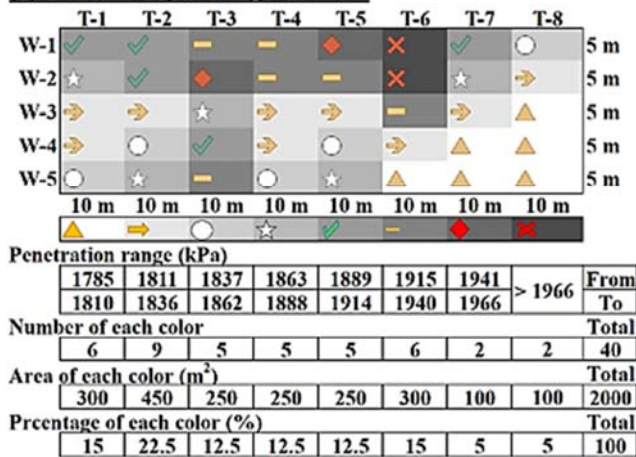 T-1 T-2 T-3 T-4 T-5 T-6 T-7 T-8
W-1 5 m
W-2 5 m
W-3 5 m
W-4 5 m
W-5 5 m
10 m 10 m 10 m 10 m 10 m 10 m 10 m 10 m
Penetration range (kPa)
1785 1811 1837 1863 1889 1915 1941 > 1966 From
1810 1836 1862 1888 1914 1940 1966 To
Number of each color Total
6 9 5 5 5 6 2 2 40
Area of each color (m²) Total
300 450 250 250 250 300 100 100 2000
Prcentage of each color (%) Total
15 22.5 12.5 12.5 12.5 15 5 5 100